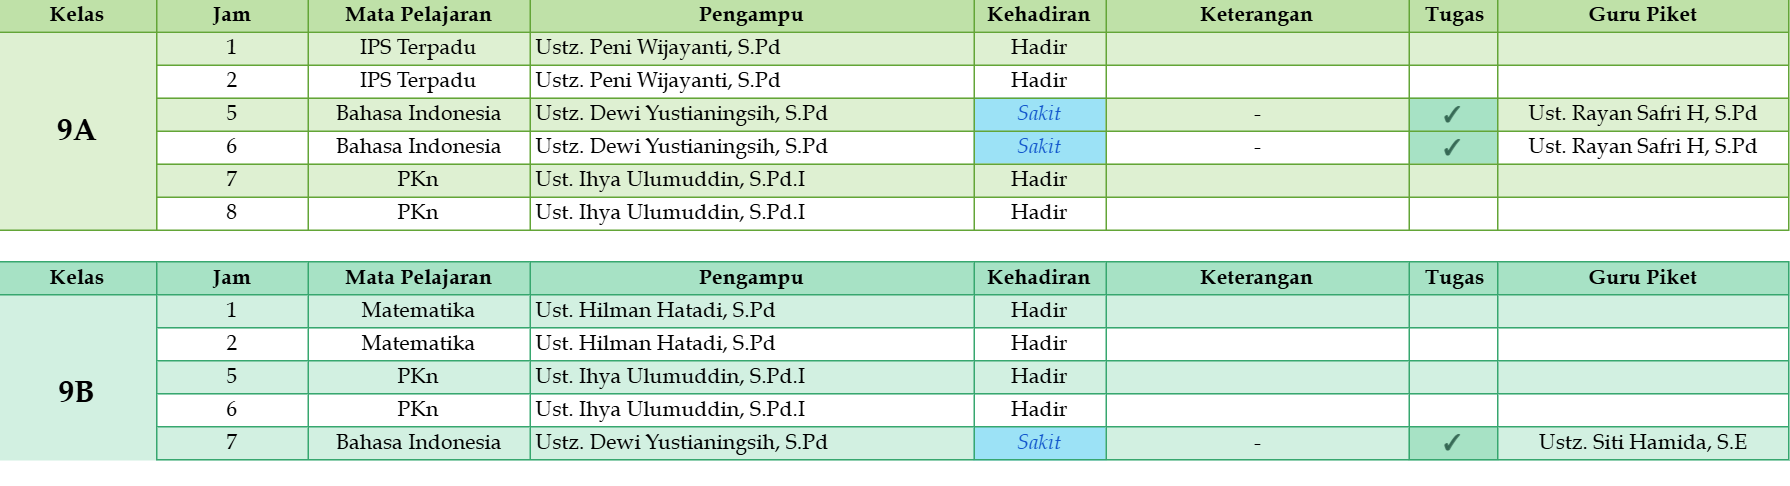 Kelas Jam Mata Pelajaran Pengampu Kehadiran Keterangan Tugas Guru Piket
1 IPS Terpadu Ustz. Peni Wijayanti, S.Pd Hadir
2 IPS Terpadu Ustz. Peni Wijayanti, S.Pd Hadir
5 Bahasa Indonesia Ustz. Dewi Yustianingsih, S.Pd Sakit - ✓ Ust. Rayan Safri H, S.Pd
9A
6 Bahasa Indonesia Ustz. Dewi Yustianingsih, S.Pd Sakit - ✓ Ust. Rayan Safri H, S.Pd
7 PKn Ust. Ihya Ulumuddin, S.Pd.I Hadir
8 PKn Ust. Ihya Ulumuddin, S.Pd.I Hadir
Kelas Jam Mata Pelajaran Pengampu Kehadiran Keterangan Tugas Guru Piket
1 Matematika Ust. Hilman Hatadi, S.Pd Hadir
2 Matematika Ust. Hilman Hatadi, S.Pd Hadir
5 PKn Ust. Ihya Ulumuddin, S.Pd.I Hadir
9B
6 PKn Ust. Ihya Ulumuddin, S.Pd.I Hadir
7 Bahasa Indonesia Ustz. Dewi Yustianingsih, S.Pd Sakit - ✓ Ustz. Siti Hamida, S.E